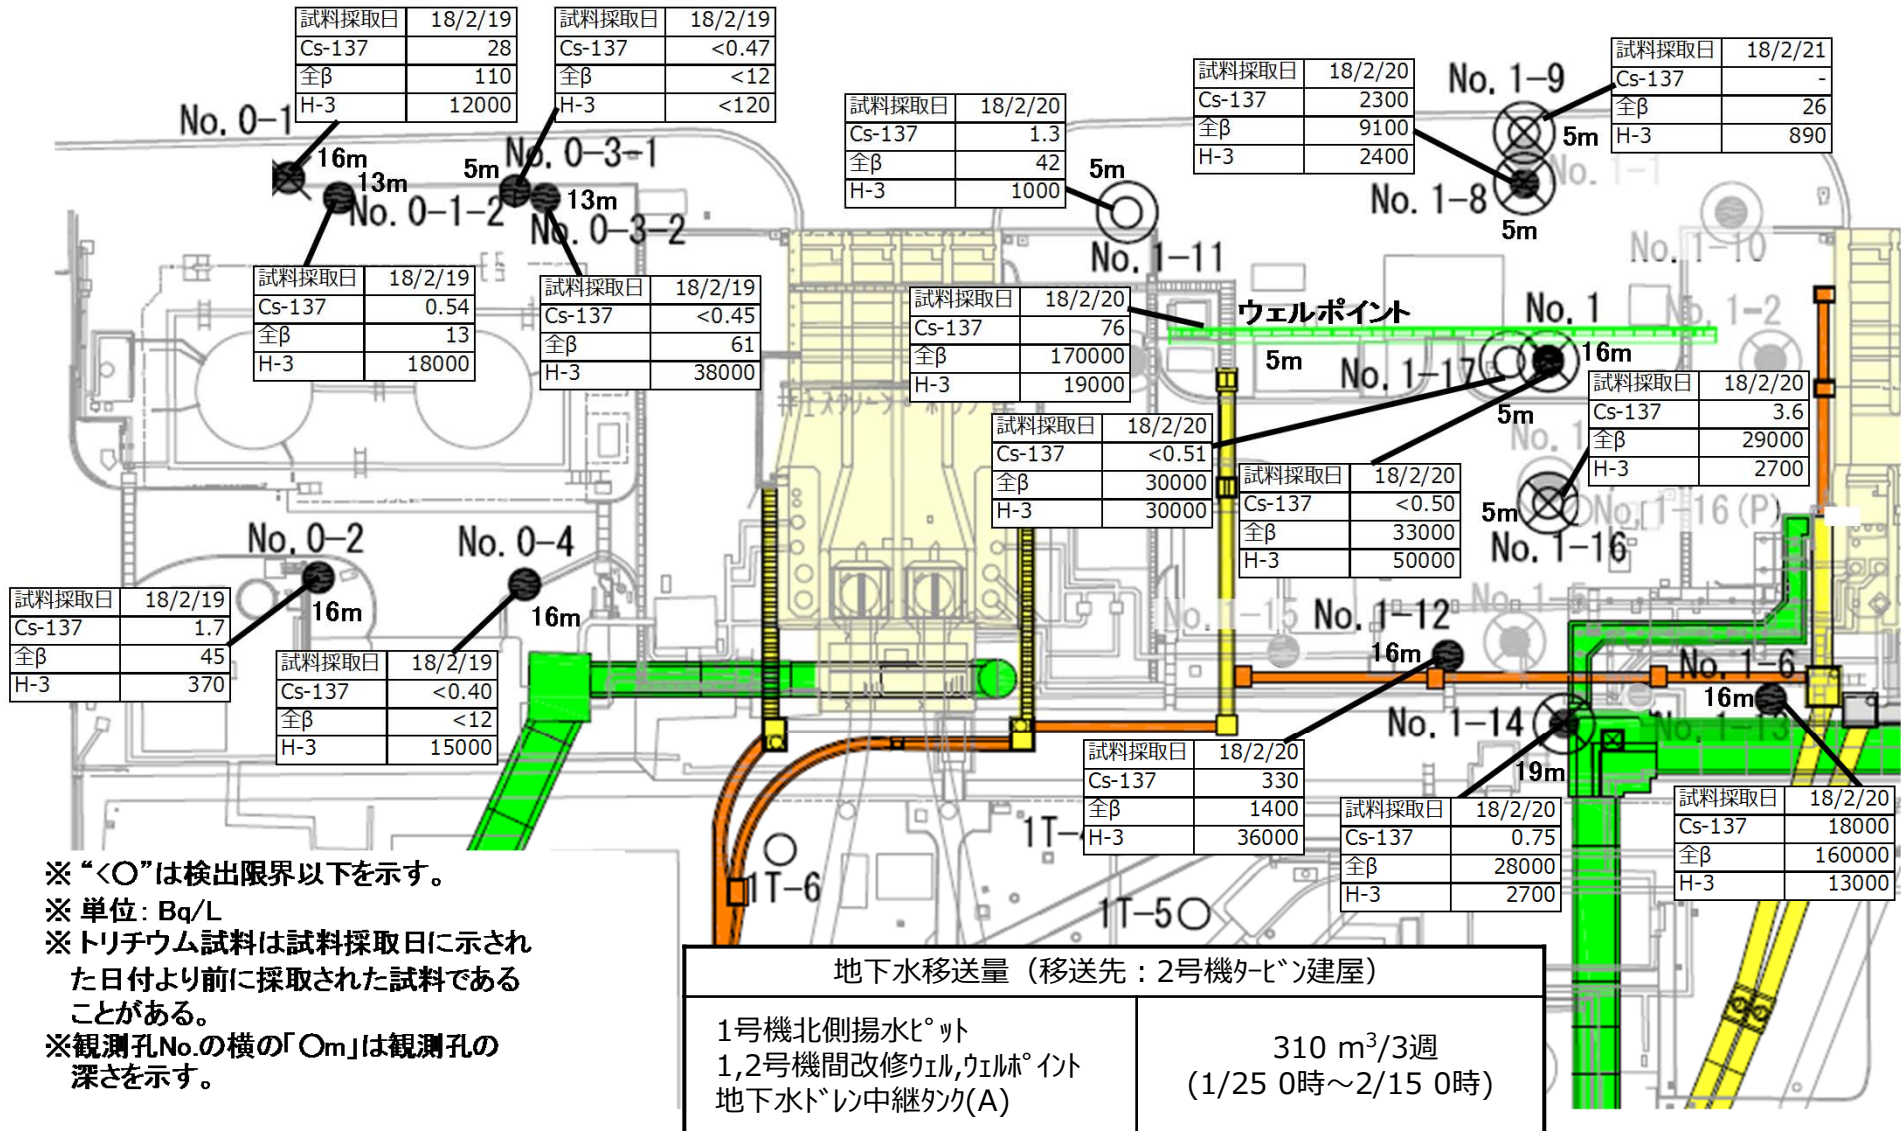 試料採取日 18/2/19
Cs-137 28
全β 110
H-3 12000
試料採取日 18/2/19
Cs-137 <0.47
全β <12
H-3 <120
試料採取日 18/2/20
Cs-137 1.3
全β 42
H-3 1000
試料採取日 18/2/20
Cs-137 2300
全β 9100
H-3 2400
試料採取日 18/2/21
Cs-137 -
全β 26
H-3 890
No. 0-1
16m
13m
No. 0-1-2
5m
No. 0-3-1
13m
No. 0-3-2
5m
No. 1-11
No. 1-9
5m
No. 1-1
No. 1-8
5m
No. 1-10
試料採取日 18/2/19
Cs-137 0.54
全β 13
H-3 18000
試料採取日 18/2/19
Cs-137 <0.45
全β 61
H-3 38000
試料採取日 18/2/20
Cs-137 76
全β 170000
H-3 19000
ウェルポイント
5m
No. 1
No. 1-2
No. 1-17
16m
5m
試料採取日 18/2/20
Cs-137 <0.51
全β 30000
H-3 30000
試料採取日 18/2/20
Cs-137 <0.50
全β 33000
H-3 50000
試料採取日 18/2/20
Cs-137 3.6
全β 29000
H-3 2700
5m
No. 1-16(P)
No. 1-16
No. 0-2
16m
No. 0-4
16m
試料採取日 18/2/19
Cs-137 1.7
全β 45
H-3 370
試料採取日 18/2/19
Cs-137 <0.40
全β <12
H-3 15000
No. 1-15
No. 1-12
16m
No. 1-5
No. 1-6
16m
No. 1-14
19m
No. 1-13
試料採取日 18/2/20
Cs-137 330
全β 1400
H-3 36000
試料採取日 18/2/20
Cs-137 0.75
全β 28000
H-3 2700
試料採取日 18/2/20
Cs-137 18000
全β 160000
H-3 13000
1T-6
1T-
1T-5
※ “<○”は検出限界以下を示す。
※ 単位: Bq/L
※ トリチウム試料は試料採取日に示され
た日付より前に採取された試料である
ことがある。
※観測孔No.の横の「○m」は観測孔の
深さを示す。
地下水移送量（移送先：2号機ﾀｰﾋﾞﾝ建屋）
1号機北側揚水ﾋﾟｯﾄ
1,2号機間改修ｳｪﾙ,ｳｪﾙﾎﾟｲﾝﾄ
地下水ﾄﾞﾚﾝ中継ﾀﾝｸ(A)
310 m³/3週
(1/25 0時～2/15 0時)